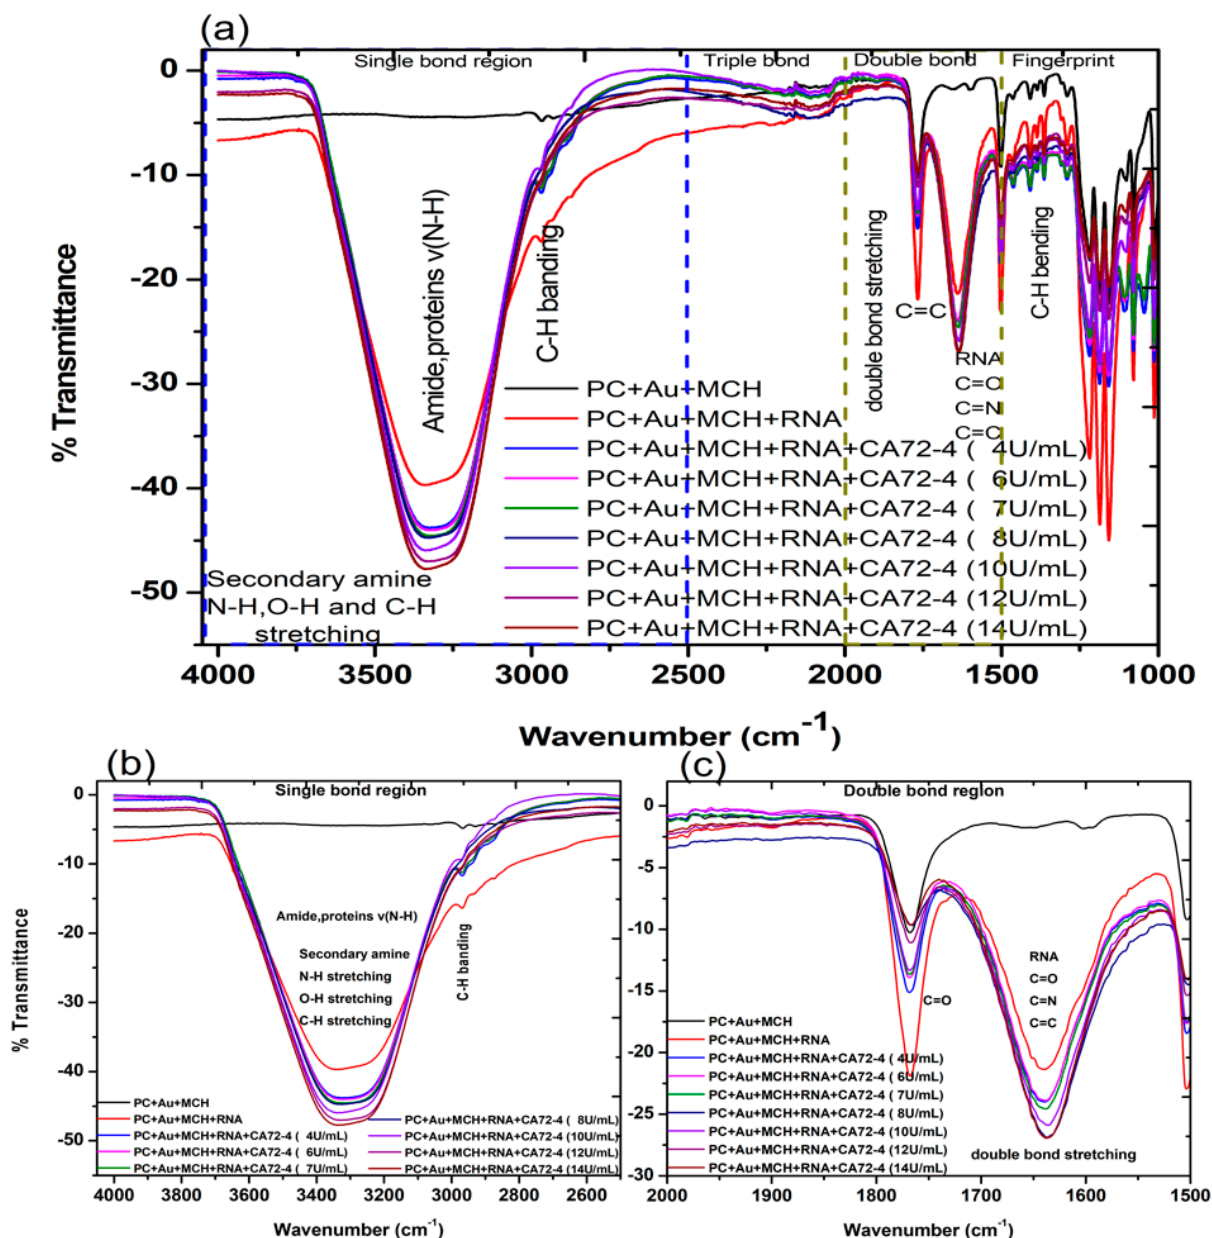 (a)
Single bond region Triple bond Double bond Fingerprint
0
-10
-20
-30
-40
-50
% Transmittance
Amide,proteins v(N-H)
C-H banding
double bond stretching
C-H bending
C=C
RNA
C=O
C=N
C=C
PC+Au+MCH
PC+Au+MCH+RNA
PC+Au+MCH+RNA+CA72-4 ( 4U/mL)
PC+Au+MCH+RNA+CA72-4 ( 6U/mL)
PC+Au+MCH+RNA+CA72-4 ( 7U/mL)
PC+Au+MCH+RNA+CA72-4 ( 8U/mL)
PC+Au+MCH+RNA+CA72-4 (10U/mL)
PC+Au+MCH+RNA+CA72-4 (12U/mL)
PC+Au+MCH+RNA+CA72-4 (14U/mL)
Secondary amine
N-H,O-H and C-H
stretching
4000 3500 3000 2500 2000 1500 1000
Wavenumber (cm-1)
(b)
Single bond region
0
-10
-20
-30
-40
-50
% Transmittance
Amide,proteins v(N-H)
Secondary amine
N-H stretching
O-H stretching
C-H stretching
C-H banding
PC+Au+MCH
PC+Au+MCH+RNA
PC+Au+MCH+RNA+CA72-4 ( 4U/mL)
PC+Au+MCH+RNA+CA72-4 ( 6U/mL)
PC+Au+MCH+RNA+CA72-4 ( 7U/mL)
PC+Au+MCH+RNA+CA72-4 ( 8U/mL)
PC+Au+MCH+RNA+CA72-4 (10U/mL)
PC+Au+MCH+RNA+CA72-4 (12U/mL)
PC+Au+MCH+RNA+CA72-4 (14U/mL)
4000 3800 3600 3400 3200 3000 2800 2600
Wavenumber (cm-1)
(c)
Double bond region
0
-5
-10
-15
-20
-25
-30
C=O
RNA
C=O
C=N
C=C
PC+Au+MCH
PC+Au+MCH+RNA
PC+Au+MCH+RNA+CA72-4 ( 4U/mL)
PC+Au+MCH+RNA+CA72-4 ( 6U/mL)
PC+Au+MCH+RNA+CA72-4 ( 7U/mL)
PC+Au+MCH+RNA+CA72-4 ( 8U/mL)
PC+Au+MCH+RNA+CA72-4 (10U/mL)
PC+Au+MCH+RNA+CA72-4 (12U/mL)
PC+Au+MCH+RNA+CA72-4 (14U/mL)
double bond stretching
2000 1900 1800 1700 1600 1500
Wavenumber (cm-1)